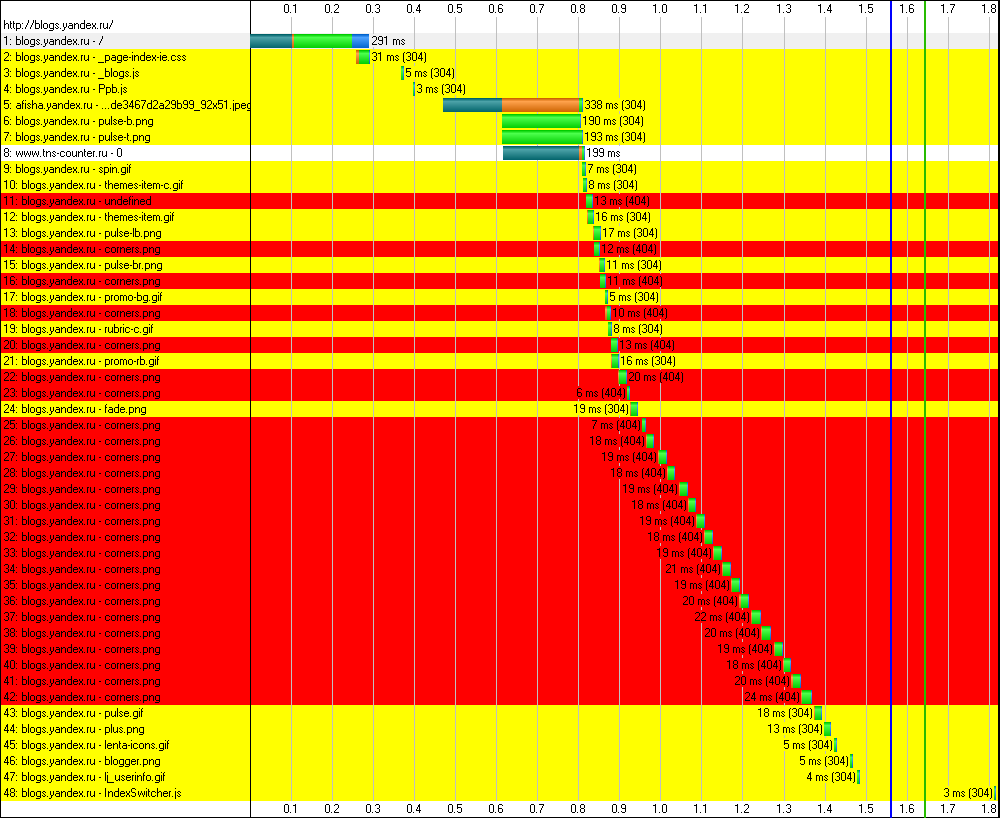 0.1 0.2 0.3 0.4 0.5 0.6 0.7 0.8 0.9 1.0 1.1 1.2 1.3 1.4 1.5 1.6 1.7 1.8
http://blogs.yandex.ru/
1: blogs.yandex.ru - / 291 ms
2: blogs.yandex.ru - _page-index-ie.css 31 ms (304)
3: blogs.yandex.ru - _blogs.js 5 ms (304)
4: blogs.yandex.ru - Ppb.js 3 ms (304)
5: afisha.yandex.ru - ...de3467d2a29b99_92x51.jpeg 338 ms (304)
6: blogs.yandex.ru - pulse-b.png 190 ms (304)
7: blogs.yandex.ru - pulse-t.png 193 ms (304)
8: www.tns-counter.ru - 0 199 ms
9: blogs.yandex.ru - spin.gif 7 ms (304)
10: blogs.yandex.ru - themes-item-c.gif 8 ms (304)
11: blogs.yandex.ru - undefined 13 ms (404)
12: blogs.yandex.ru - themes-item.gif 16 ms (304)
13: blogs.yandex.ru - pulse-lb.png 17 ms (304)
14: blogs.yandex.ru - corners.png 12 ms (404)
15: blogs.yandex.ru - pulse-br.png 11 ms (304)
16: blogs.yandex.ru - corners.png 11 ms (404)
17: blogs.yandex.ru - promo-bg.gif 5 ms (304)
18: blogs.yandex.ru - corners.png 10 ms (404)
19: blogs.yandex.ru - rubric-c.gif 8 ms (304)
20: blogs.yandex.ru - corners.png 13 ms (404)
21: blogs.yandex.ru - promo-rb.gif 16 ms (304)
22: blogs.yandex.ru - corners.png 20 ms (404)
23: blogs.yandex.ru - corners.png 6 ms (404)
24: blogs.yandex.ru - fade.png 19 ms (304)
25: blogs.yandex.ru - corners.png 7 ms (404)
26: blogs.yandex.ru - corners.png 18 ms (404)
27: blogs.yandex.ru - corners.png 19 ms (404)
28: blogs.yandex.ru - corners.png 18 ms (404)
29: blogs.yandex.ru - corners.png 19 ms (404)
30: blogs.yandex.ru - corners.png 18 ms (404)
31: blogs.yandex.ru - corners.png 19 ms (404)
32: blogs.yandex.ru - corners.png 18 ms (404)
33: blogs.yandex.ru - corners.png 19 ms (404)
34: blogs.yandex.ru - corners.png 21 ms (404)
35: blogs.yandex.ru - corners.png 19 ms (404)
36: blogs.yandex.ru - corners.png 20 ms (404)
37: blogs.yandex.ru - corners.png 22 ms (404)
38: blogs.yandex.ru - corners.png 20 ms (404)
39: blogs.yandex.ru - corners.png 19 ms (404)
40: blogs.yandex.ru - corners.png 18 ms (404)
41: blogs.yandex.ru - corners.png 20 ms (404)
42: blogs.yandex.ru - corners.png 24 ms (404)
43: blogs.yandex.ru - pulse.gif 18 ms (304)
44: blogs.yandex.ru - plus.png 13 ms (304)
45: blogs.yandex.ru - lenta-icons.gif 5 ms (304)
46: blogs.yandex.ru - blogger.png 5 ms (304)
47: blogs.yandex.ru - lj_userinfo.gif 4 ms (304)
48: blogs.yandex.ru - IndexSwitcher.js 3 ms (304)
0.1 0.2 0.3 0.4 0.5 0.6 0.7 0.8 0.9 1.0 1.1 1.2 1.3 1.4 1.5 1.6 1.7 1.8